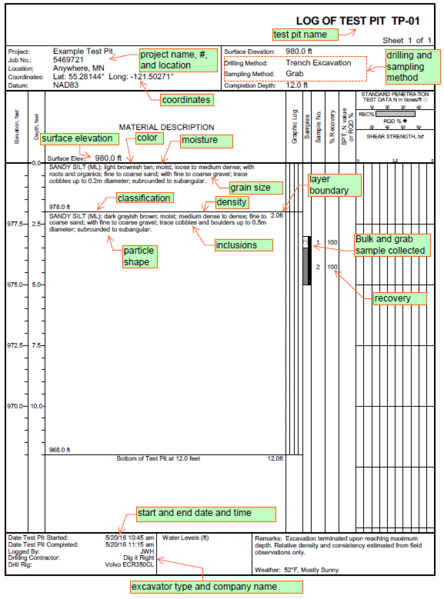 LOG OF TEST PIT TP-01
test pit name
Sheet 1 of 1
Project: Example Test Pit
Job No.: 5469721
Location: Anywhere, MN
Coordinates: Lat: 55.28144° Long: -121.50271°
Datum: NAD83
project name, #, and location
coordinates
Surface Elevation: 980.0 ft
Drilling Method: Trench Excavation
Sampling Method: Grab
Completion Depth: 12.0 ft
drilling and sampling method
Elevation, feet
Depth, feet
MATERIAL DESCRIPTION
Graphic Log
Samples
Sample No.
% Recovery
SPT, N value or RQD %
STANDARD PENETRATION
TEST DATA N in blows/ft
REC%
RQD %
SHEAR STRENGTH, tsf
surface elevation
color
moisture
Surface Elev.: 980.0 ft
0.0
SANDY SILT (ML): light brownish tan; moist; loose to medium dense; with
roots and organics; fine to coarse sand; with fine to coarse gravel; trace
cobbles up to 0.2m diameter; subrounded to subangular.
grain size
layer boundary
classification
density
978.0 ft
2.0ft
SANDY SILT (ML): dark grayish brown; moist; medium dense to dense; fine to
coarse sand; with fine to coarse gravel; trace cobbles and boulders up to 0.5m
diameter; subrounded to subangular.
977.5
2.5
particle shape
inclusions
1 100
Bulk and grab sample collected
2 100
975.0
5.0
recovery
972.5
7.5
970.0
10.0
968.0 ft
12.0ft
Bottom of Test Pit at 12.0 feet
start and end date and time
Date Test Pit Started: 5/20/16 10:45 am
Date Test Pit Completed: 5/20/16 11:15 am
Logged By: JWH
Drilling Contractor: Dig it Right
Drill Rig: Volvo ECR350CL
Water Levels (ft)
Remarks: Excavation terminated upon reaching maximum
depth. Relative density and consistency estimated from field
observations only.
Weather: 52°F, Mostly Sunny
excavator type and company name